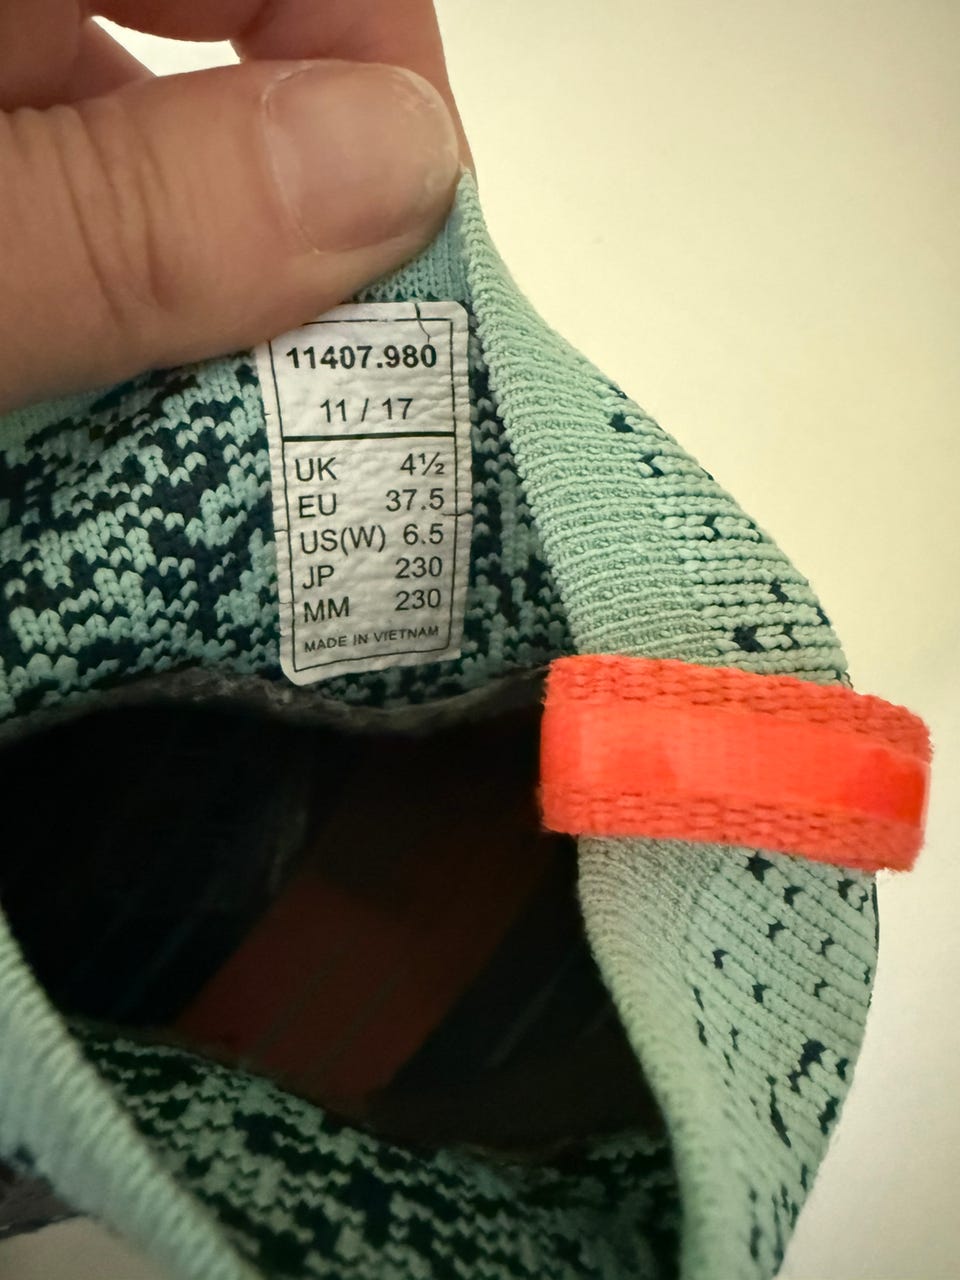 11407.980
11 / 17
UK 4½
EU 37.5
US(W) 6.5
JP 230
MM 230
MADE IN VIETNAM